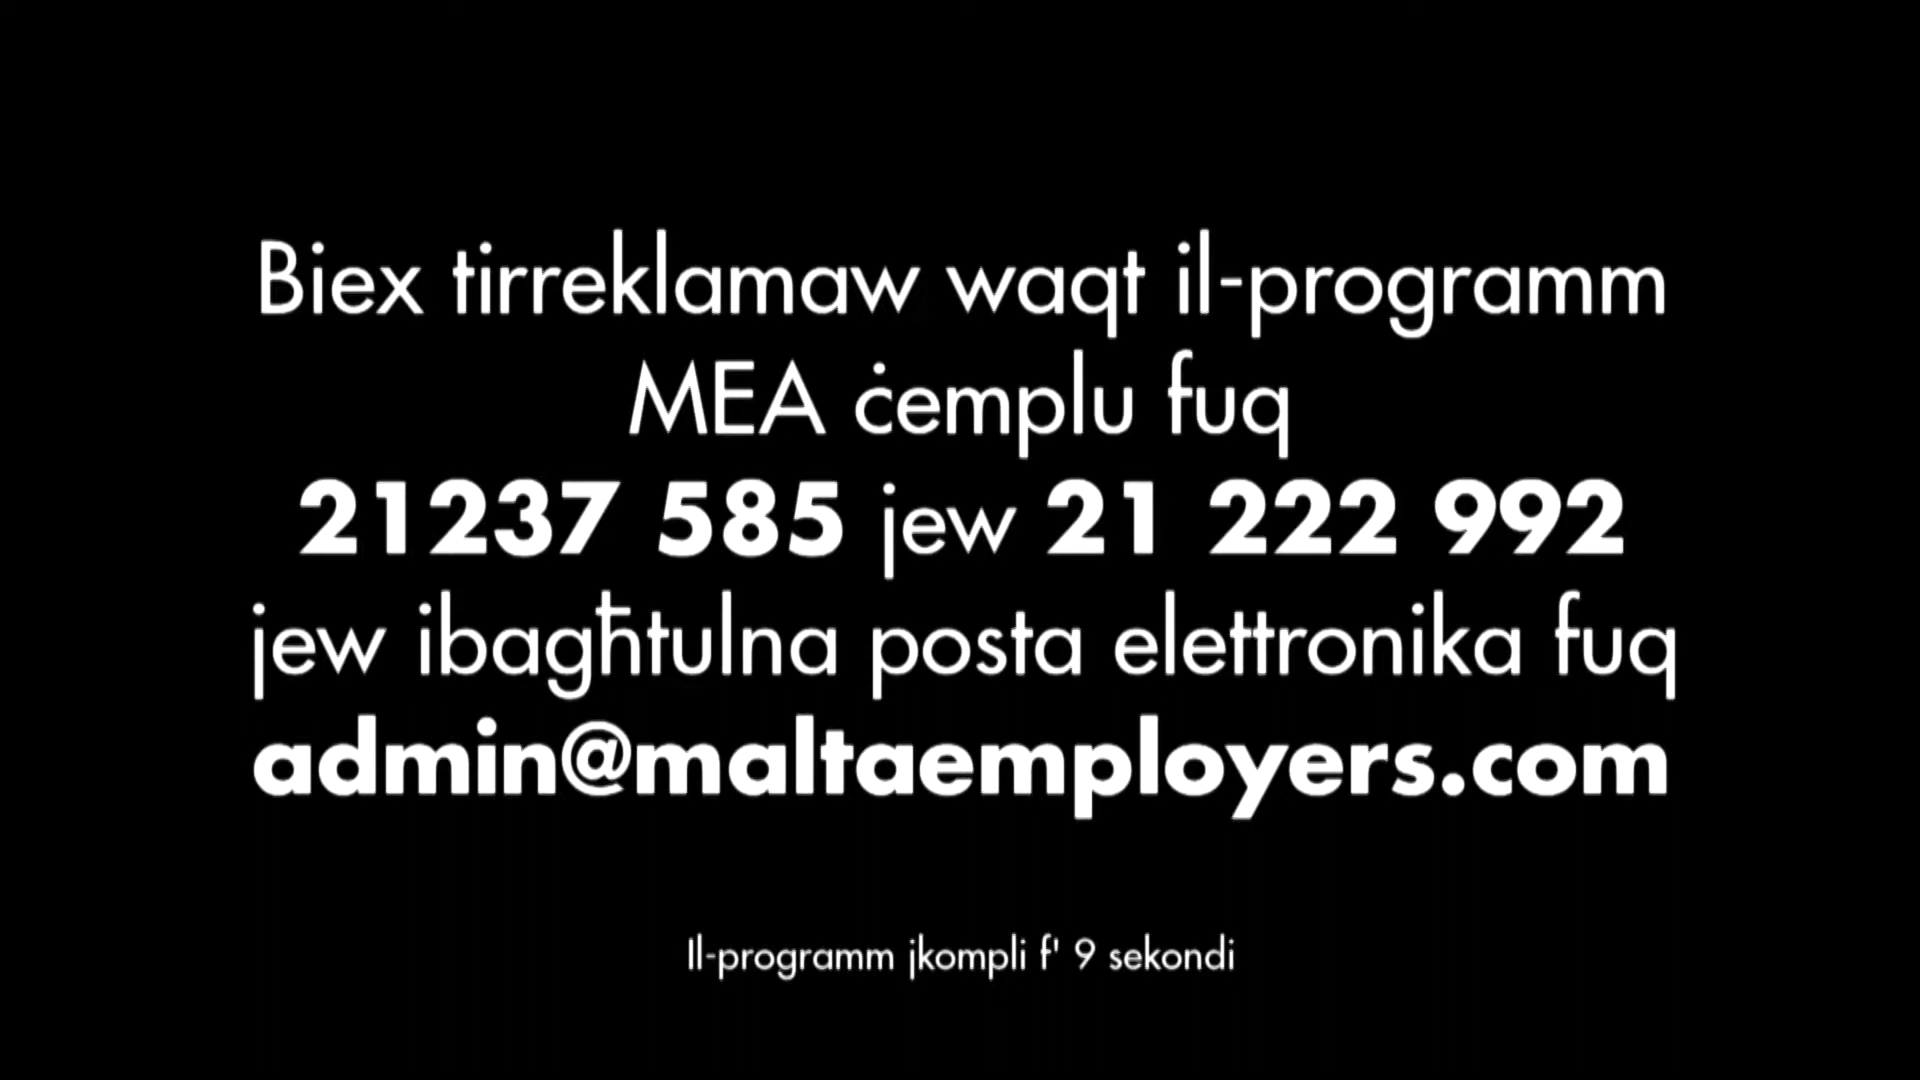 Biex tirreklamaw waqt il-programm
MEA ċemplu fuq
21237 585 jew 21 222 992
jew ibagħtulna posta elettronika fuq
admin@maltaemployers.com
Il-programm jkompli f' 9 sekondi